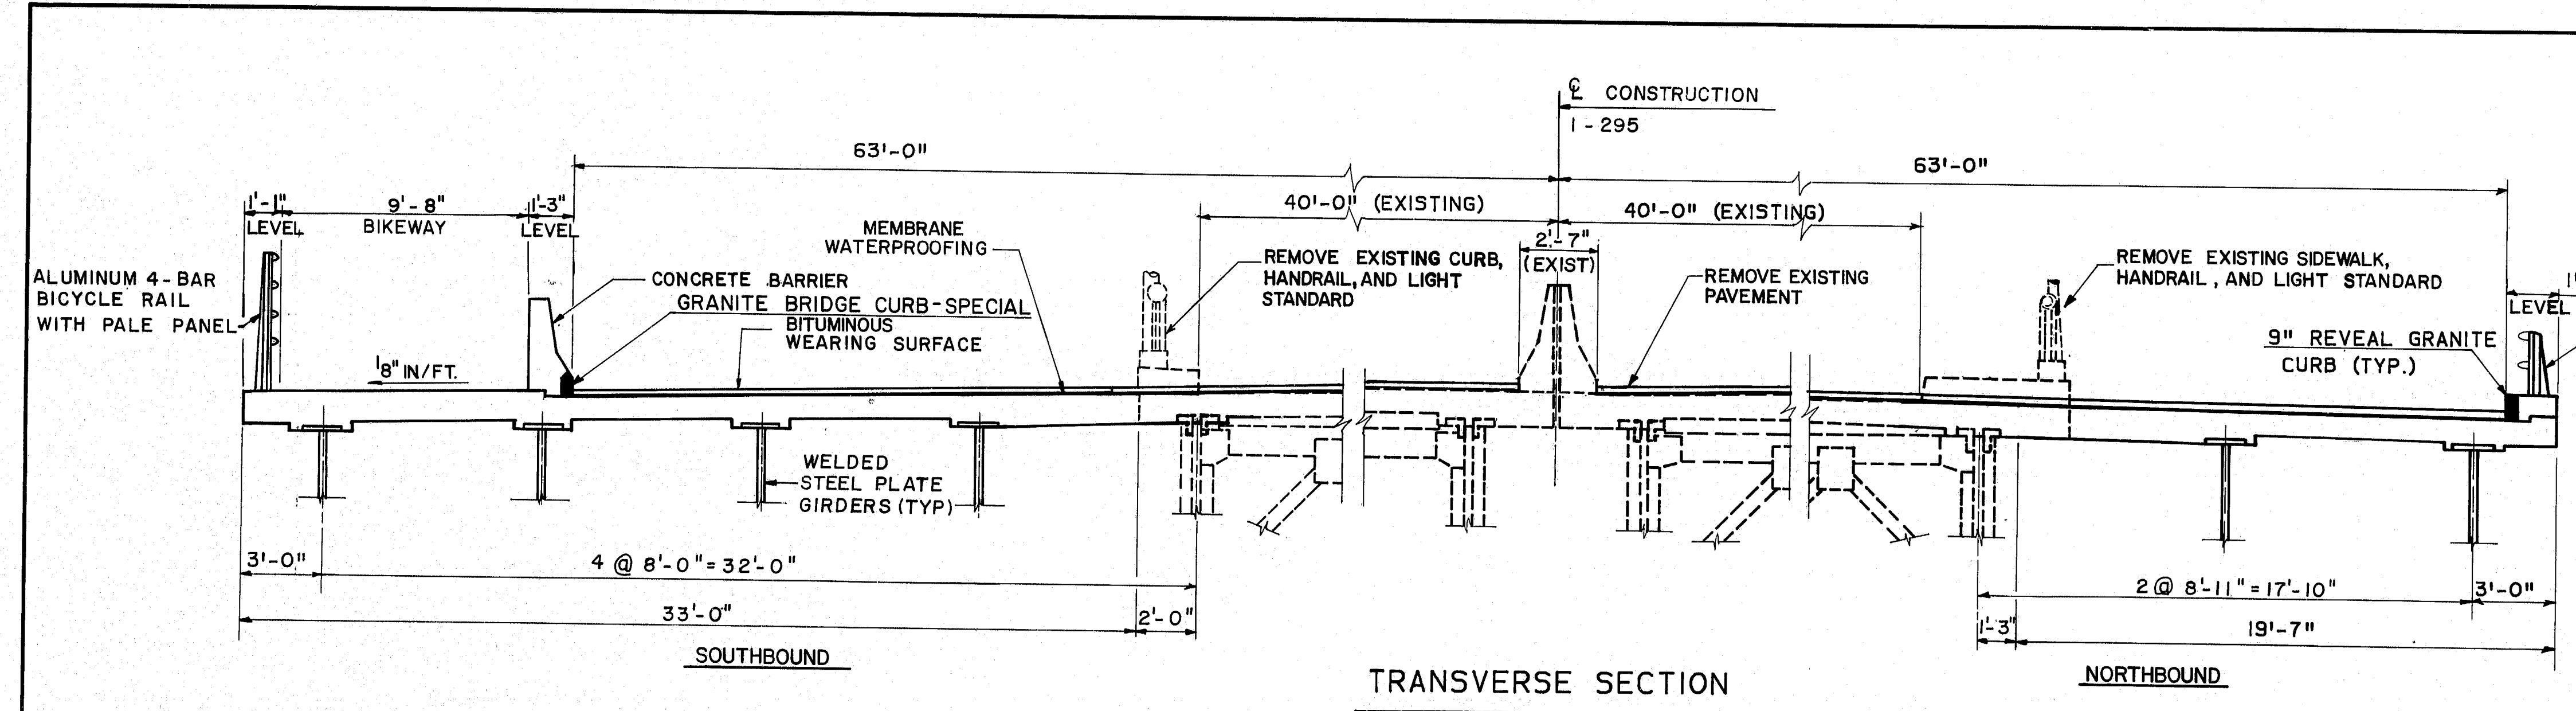 ℄ CONSTRUCTION
I-295
63'-0"
63'-0"
1'-1"
LEVEL
9'-8"
BIKEWAY
1'-3"
LEVEL
40'-0" (EXISTING)
40'-0" (EXISTING)
2'-7"
(EXIST)
MEMBRANE
WATERPROOFING
REMOVE EXISTING CURB,
HANDRAIL, AND LIGHT
STANDARD
REMOVE EXISTING
PAVEMENT
REMOVE EXISTING SIDEWALK,
HANDRAIL, AND LIGHT STANDARD
LEVEL
ALUMINUM 4-BAR
BICYCLE RAIL
WITH PALE PANEL
CONCRETE BARRIER
GRANITE BRIDGE CURB-SPECIAL
BITUMINOUS
WEARING SURFACE
9" REVEAL GRANITE
CURB (TYP.)
1/8" IN/FT.
WELDED
STEEL PLATE
GIRDERS (TYP)
3'-0"
4 @ 8'-0" = 32'-0"
2 @ 8'-11" = 17'-10"
3'-0"
33'-0"
2'-0"
1'-3"
19'-7"
SOUTHBOUND
TRANSVERSE SECTION
NORTHBOUND